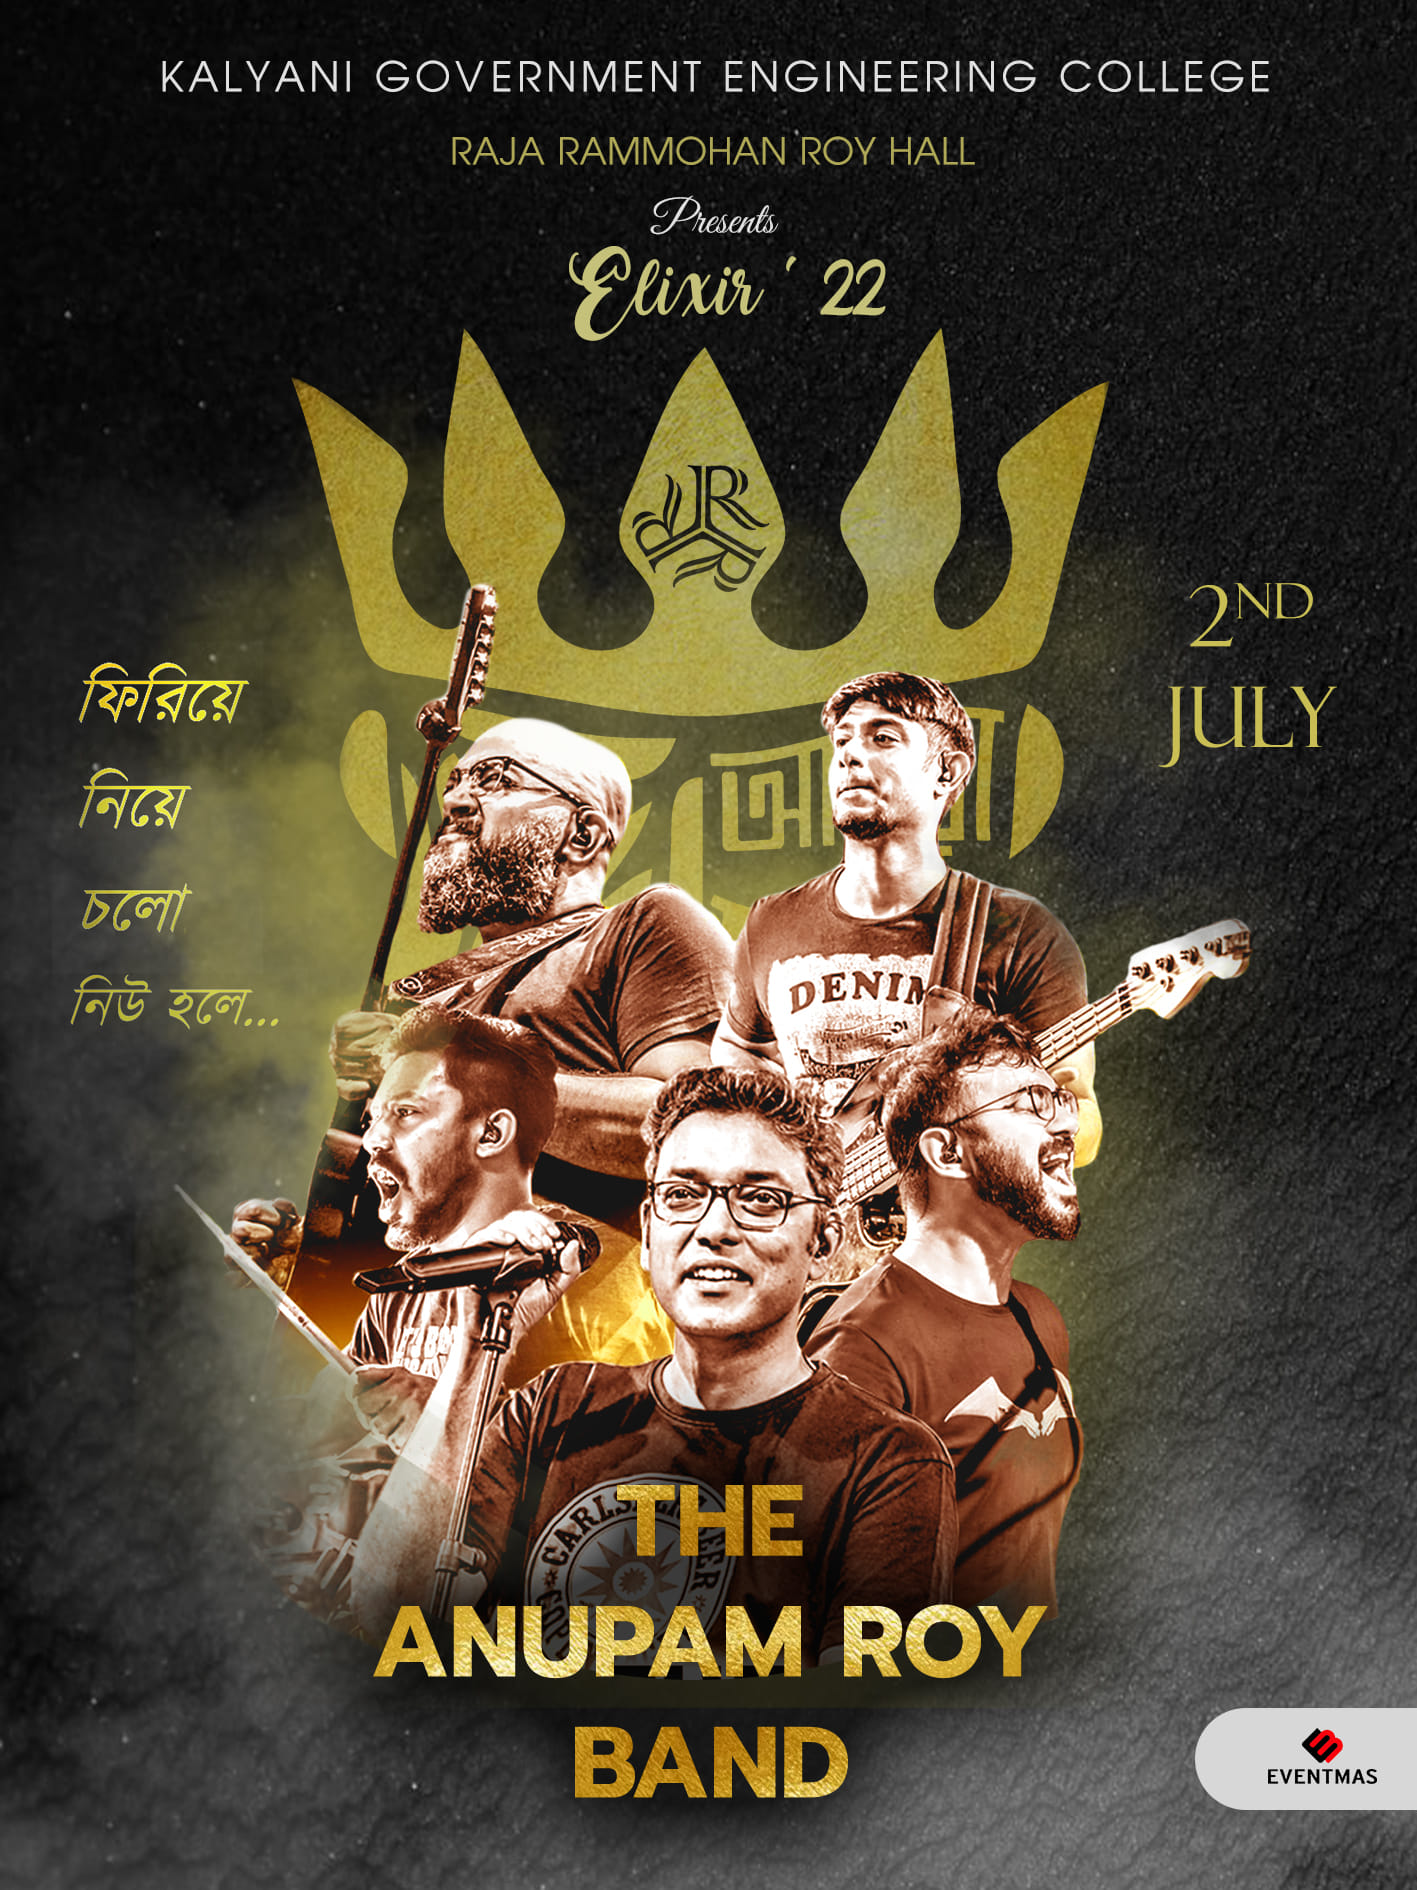 KALYANI GOVERNMENT ENGINEERING COLLEGE
RAJA RAMMOHAN ROY HALL
Presents
Elixir ' 22
2ND
JULY
ফিরিয়ে
নিয়ে
চলো
নিউ হলে...
DENIM
THE
ANUPAM ROY
BAND
EVENTMAS